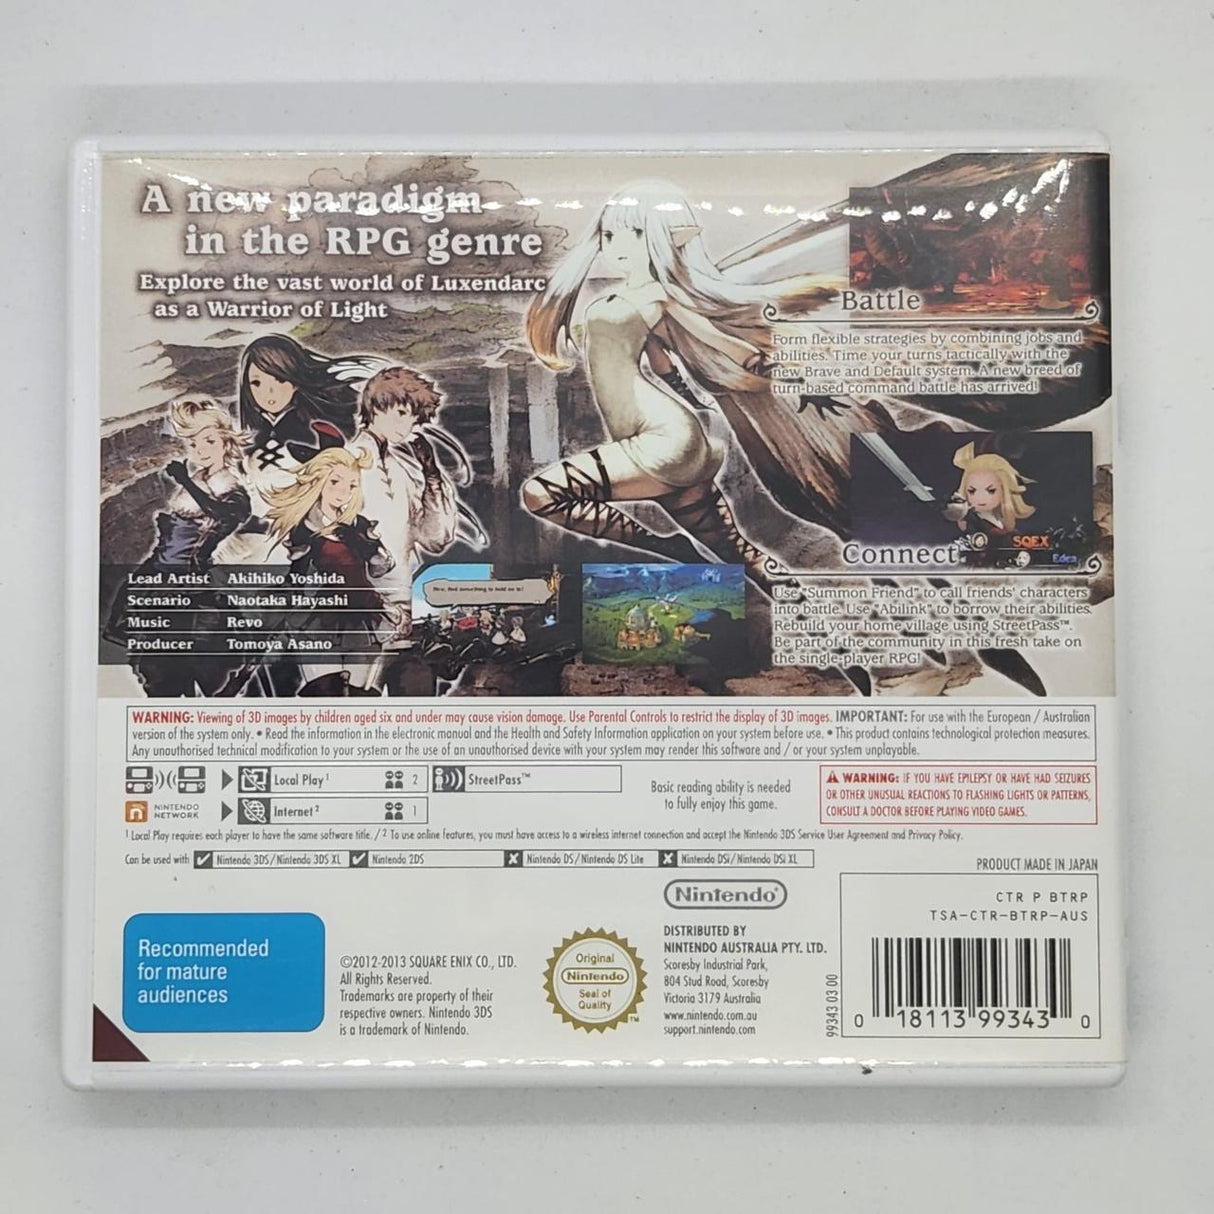 A new paradigm
in the RPG genre
Explore the vast world of Luxendarc
as a Warrior of Light
Battle
Form flexible strategies by combining jobs and
abilities. Time your turns tactically with the
new Brave and Default system. A new breed of
turn-based command battle has arrived!
SQEX
Edea
Connect
Use "Summon Friend" to call friends' characters
into battle. Use "Abilink" to borrow their abilities.
Rebuild your home village using StreetPass™.
Be part of the community in this fresh take on
the single-player RPG!
Lead Artist Akihiko Yoshida
Scenario Naotaka Hayashi
Music Revo
Producer Tomoya Asano
Now, find something to hold on to!
WARNING: Viewing of 3D images by children aged six and under may cause vision damage. Use Parental Controls to restrict the display of 3D images. IMPORTANT: For use with the European / Australian
version of the system only. • Read the information in the electronic manual and the Health and Safety Information application on your system before use. • This product contains technological protection measures.
Any unauthorised technical modification to your system or the use of an unauthorised device with your system may render this software and / or your system unplayable.
Local Play¹ 2 StreetPass™
NINTENDO NETWORK Internet² 1
Basic reading ability is needed
to fully enjoy this game.
WARNING: IF YOU HAVE EPILEPSY OR HAVE HAD SEIZURES
OR OTHER UNUSUAL REACTIONS TO FLASHING LIGHTS OR PATTERNS,
CONSULT A DOCTOR BEFORE PLAYING VIDEO GAMES.
¹ Local Play requires each player to have the same software title. / ² To use online features, you must have access to a wireless internet connection and accept the Nintendo 3DS Service User Agreement and Privacy Policy.
Can be used with Nintendo 3DS/Nintendo 3DS XL Nintendo 2DS Nintendo DS/Nintendo DS Lite Nintendo DSi/Nintendo DSi XL
PRODUCT MADE IN JAPAN
Recommended
for mature
audiences
©2012-2013 SQUARE ENIX CO., LTD.
All Rights Reserved.
Trademarks are property of their
respective owners. Nintendo 3DS
is a trademark of Nintendo.
Original
Nintendo
Seal of
Quality
TM
Nintendo®
DISTRIBUTED BY
NINTENDO AUSTRALIA PTY. LTD.
Scoresby Industrial Park,
804 Stud Road, Scoresby
Victoria 3179 Australia
www.nintendo.com.au
support.nintendo.com
CTR P BTRP
TSA-CTR-BTRP-AUS
99343 03 00
0 18113 99343 0